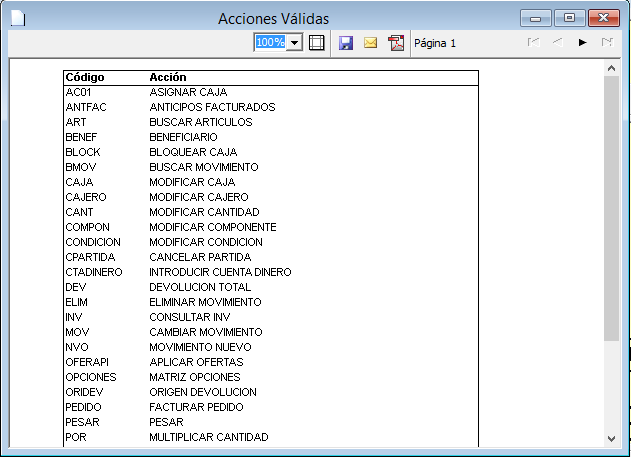 Acciones Válidas
100% Página 1
Código Acción
AC01 ASIGNAR CAJA
ANTFAC ANTICIPOS FACTURADOS
ART BUSCAR ARTICULOS
BENEF BENEFICIARIO
BLOCK BLOQUEAR CAJA
BMOV BUSCAR MOVIMIENTO
CAJA MODIFICAR CAJA
CAJERO MODIFICAR CAJERO
CANT MODIFICAR CANTIDAD
COMPON MODIFICAR COMPONENTE
CONDICION MODIFICAR CONDICION
CPARTIDA CANCELAR PARTIDA
CTADINERO INTRODUCIR CUENTA DINERO
DEV DEVOLUCION TOTAL
ELIM ELIMINAR MOVIMIENTO
INV CONSULTAR INV
MOV CAMBIAR MOVIMIENTO
NVO MOVIMIENTO NUEVO
OFERAPI APLICAR OFERTAS
OPCIONES MATRIZ OPCIONES
ORIDEV ORIGEN DEVOLUCION
PEDIDO FACTURAR PEDIDO
PESAR PESAR
POR MULTIPLICAR CANTIDAD